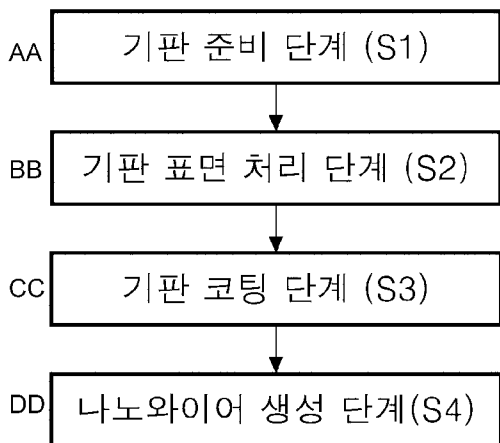 AA 기판 준비 단계 (S1)
BB 기판 표면 처리 단계 (S2)
CC 기판 코팅 단계 (S3)
DD 나노와이어 생성 단계(S4)